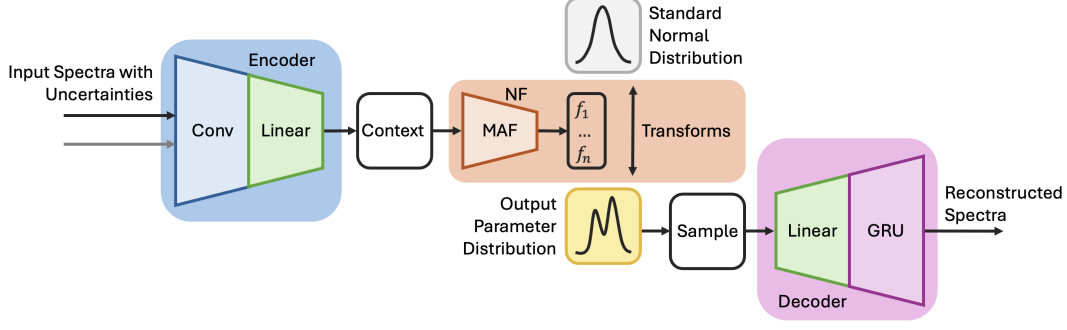 Input Spectra with
Uncertainties
Encoder
Conv
Linear
Context
NF
MAF
f₁
...
fₙ
Transforms
Standard
Normal
Distribution
Output
Parameter
Distribution
Sample
Linear
GRU
Decoder
Reconstructed
Spectra